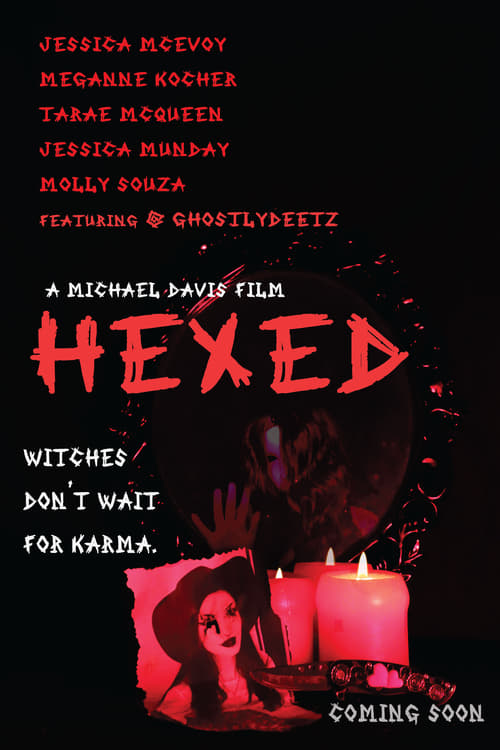 JESSICA MCEVOY
MEGANNE KOCHER
TARAE MCQUEEN
JESSICA MUNDAY
MOLLY SOUZA
FEATURING @ GHOSTLYDEETZ
A MICHAEL DAVIS FILM
HEXED
WITCHES
DON'T WAIT
FOR KARMA.
COMING SOON